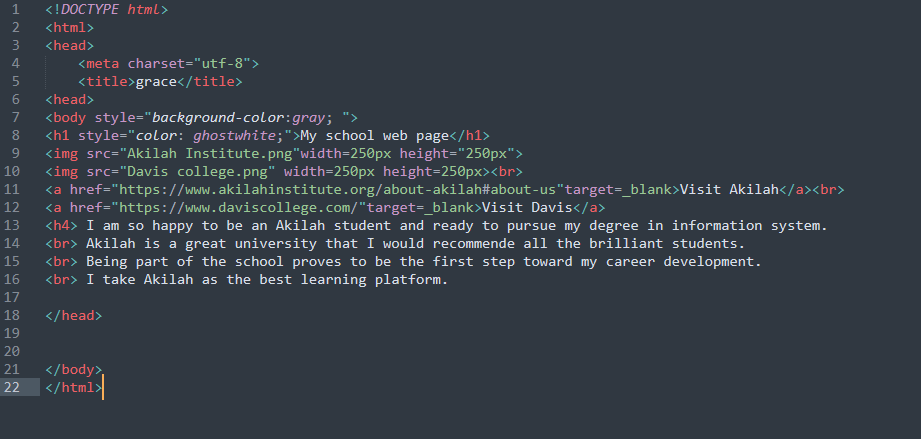 1 <!DOCTYPE html>
2 <html>
3 <head>
4     <meta charset="utf-8">
5     <title>grace</title>
6 <head>
7 <body style="background-color:gray; ">
8 <h1 style="color: ghostwhite;">My school web page</h1>
9 <img src="Akilah Institute.png"width=250px height="250px">
10 <img src="Davis college.png" width=250px height=250px><br>
11 <a href="https://www.akilahinstitute.org/about-akilah#about-us"target=_blank>Visit Akilah</a><br>
12 <a href="https://www.daviscollege.com/"target=_blank>Visit Davis</a>
13 <h4> I am so happy to be an Akilah student and ready to pursue my degree in information system.
14 <br> Akilah is a great university that I would recommende all the brilliant students.
15 <br> Being part of the school proves to be the first step toward my career development.
16 <br> I take Akilah as the best learning platform.
17
18 </head>
19
20
21 </body>
22 </html>